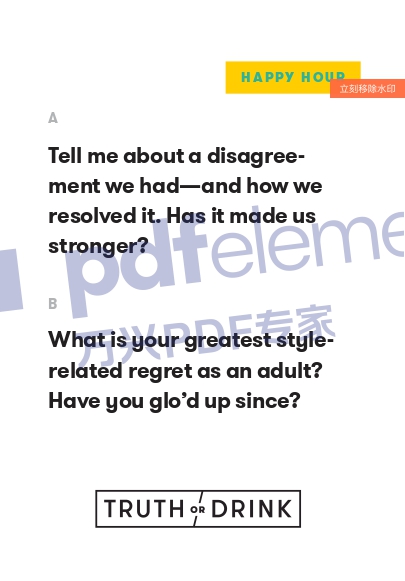 HAPPY HOUR
立刻移除水印
A
Tell me about a disagree-
ment we had—and how we
resolved it. Has it made us
stronger?
pdfeleme
B
万兴PDF专家
What is your greatest style-
related regret as an adult?
Have you glo’d up since?
TRUTH OR DRINK